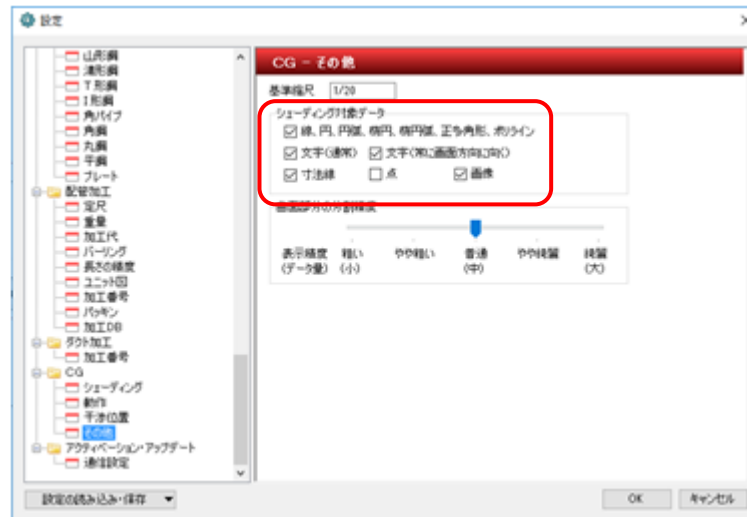 設定
山形鋼
溝形鋼
T形鋼
I形鋼
角パイプ
角鋼
丸鋼
平鋼
プレート
配管加工
定尺
重量
加工代
バーリング
長さの精度
ユニット図
加工番号
パッキン
加工DB
ダクト加工
加工番号
CG
シェーディング
動作
干渉位置
その他
アクティベーション・アップデート
通信設定
設定の読み込み・保存
CG - その他
基準縮尺 1/20
シェーディング対象データ
線、円、円弧、楕円、楕円弧、正多角形、ポリライン
文字(通常) 文字(常に画面方向に向く)
寸法線 点 画像
曲面部分の分割精度
表示精度 粗い やや粗い 普通 やや綺麗 綺麗
(データ量) (小) (中) (大)
OK キャンセル